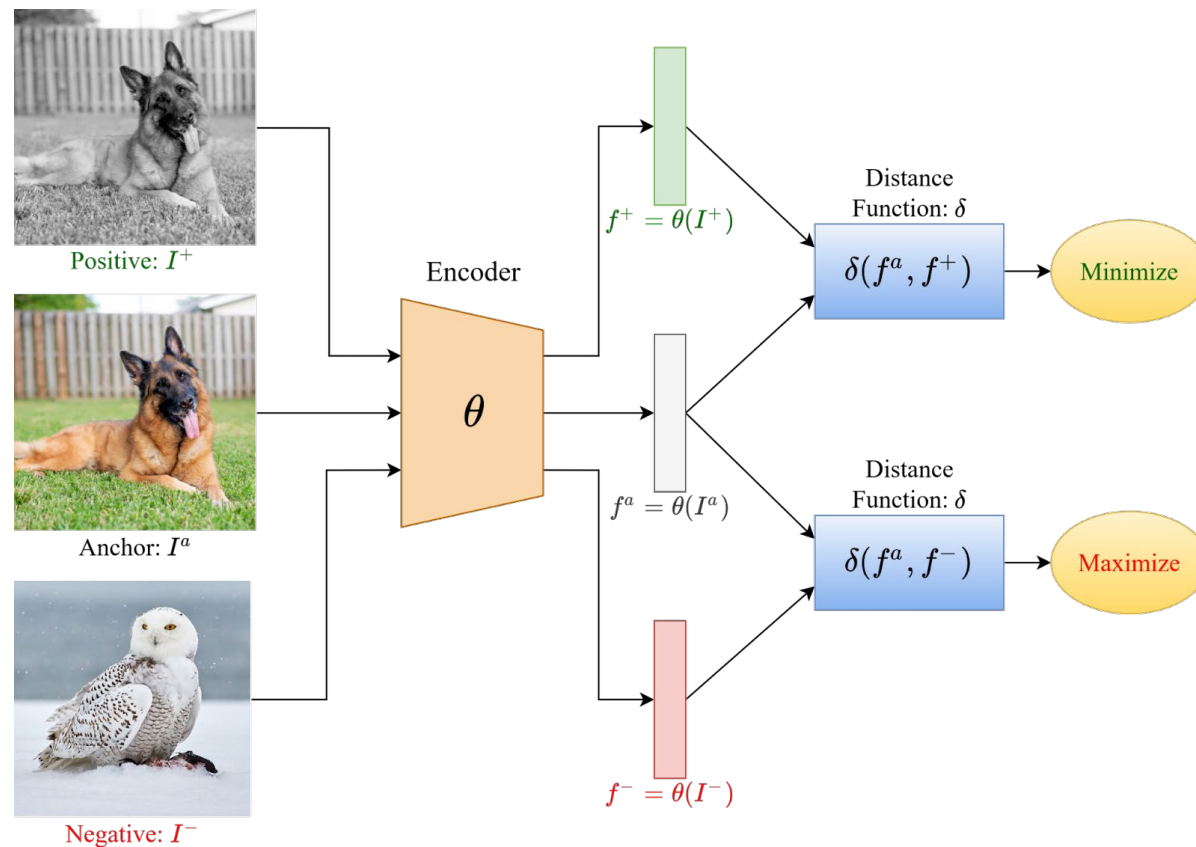 Positive: I⁺
Anchor: Iᵃ
Negative: I⁻
Encoder
θ
f⁺ = θ(I⁺)
fᵃ = θ(Iᵃ)
f⁻ = θ(I⁻)
Distance
Function: δ
δ(fᵃ, f⁺)
Minimize
Distance
Function: δ
δ(fᵃ, f⁻)
Maximize